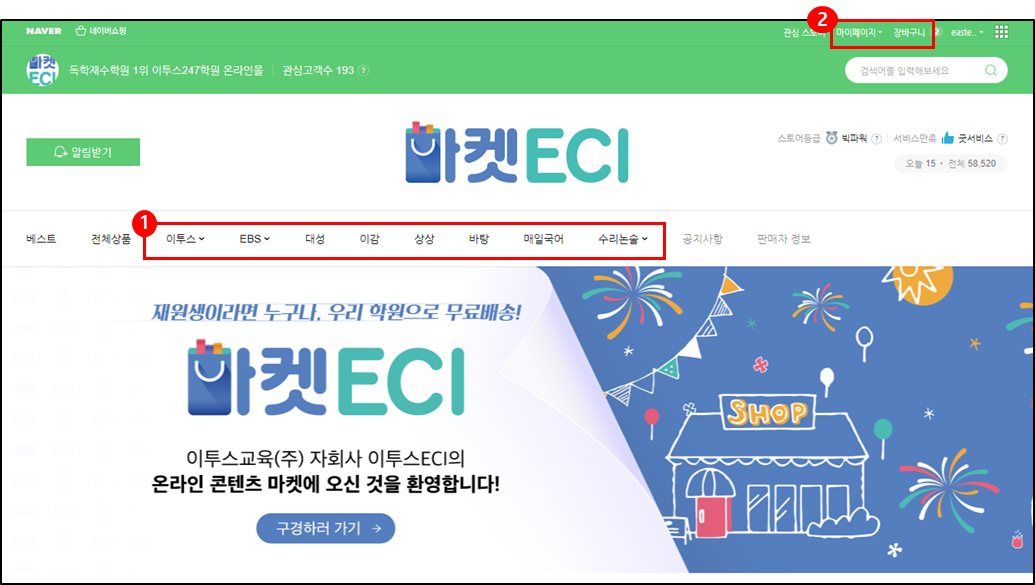 NAVER 네이버쇼핑 관심 스토어 마이페이지 장바구니 2 easte..
마켓ECI 독학재수학원 1위 이투스247학원 온라인몰 관심고객수 193 ? 검색어를 입력해보세요
2
알림받기 마켓ECI 스토어등급 빅파워 ? 서비스만족 굿서비스 ?
오늘 15 • 전체 58,520
1
베스트 전체상품 이투스 EBS 대성 이감 상상 바탕 매일국어 수리논술 공지사항 판매자 정보
재원생이라면 누구나, 우리 학원으로 무료배송!
마켓ECI
SHOP
이투스교육(주) 자회사 이투스ECI의
온라인 콘텐츠 마켓에 오신 것을 환영합니다!
구경하러 가기 →